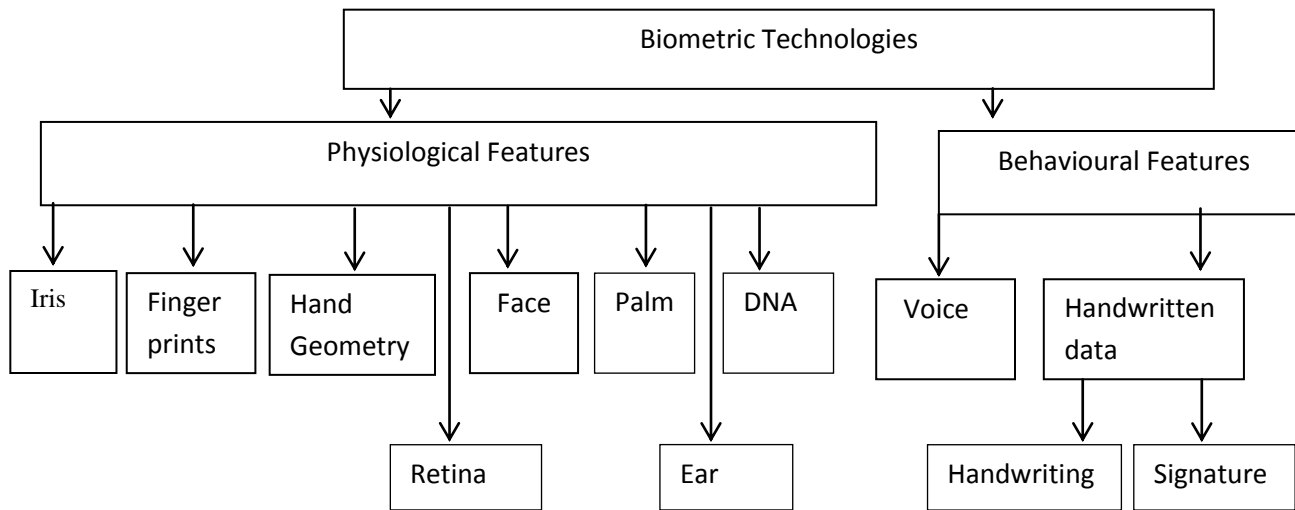 Biometric Technologies
Physiological Features
Behavioural Features
Iris
Finger
prints
Hand
Geometry
Face
Palm
DNA
Voice
Handwritten
data
Retina
Ear
Handwriting
Signature